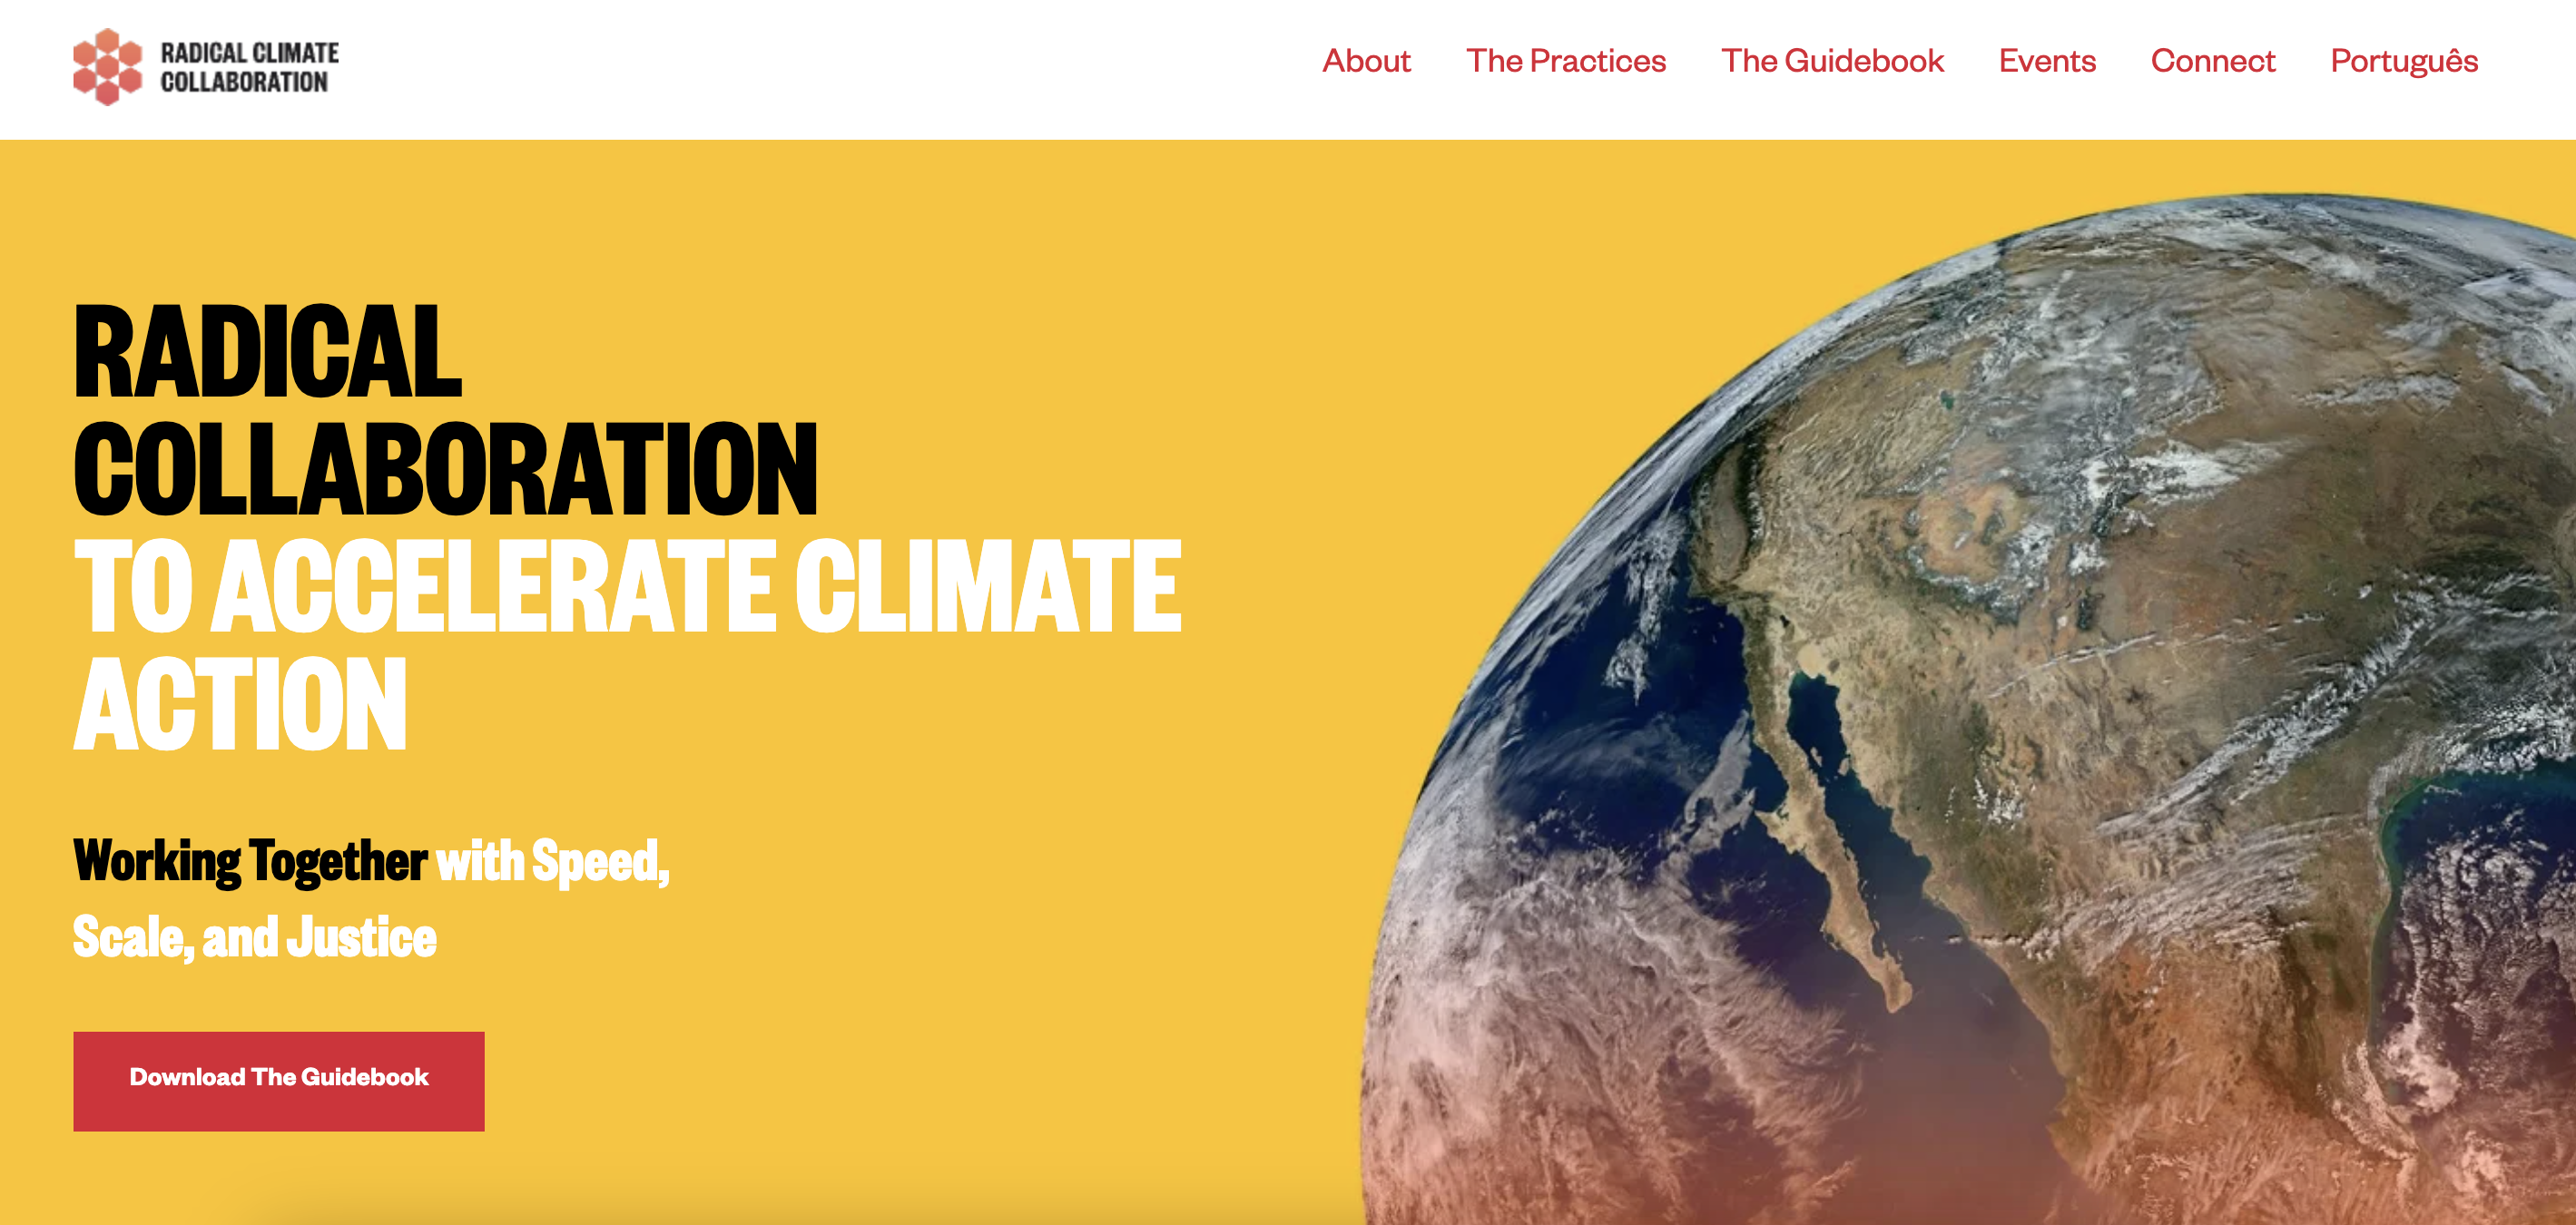 RADICAL CLIMATE
COLLABORATION
About
The Practices
The Guidebook
Events
Connect
Português
RADICAL
COLLABORATION
TO ACCELERATE CLIMATE
ACTION
Working Together with Speed,
Scale, and Justice
Download The Guidebook